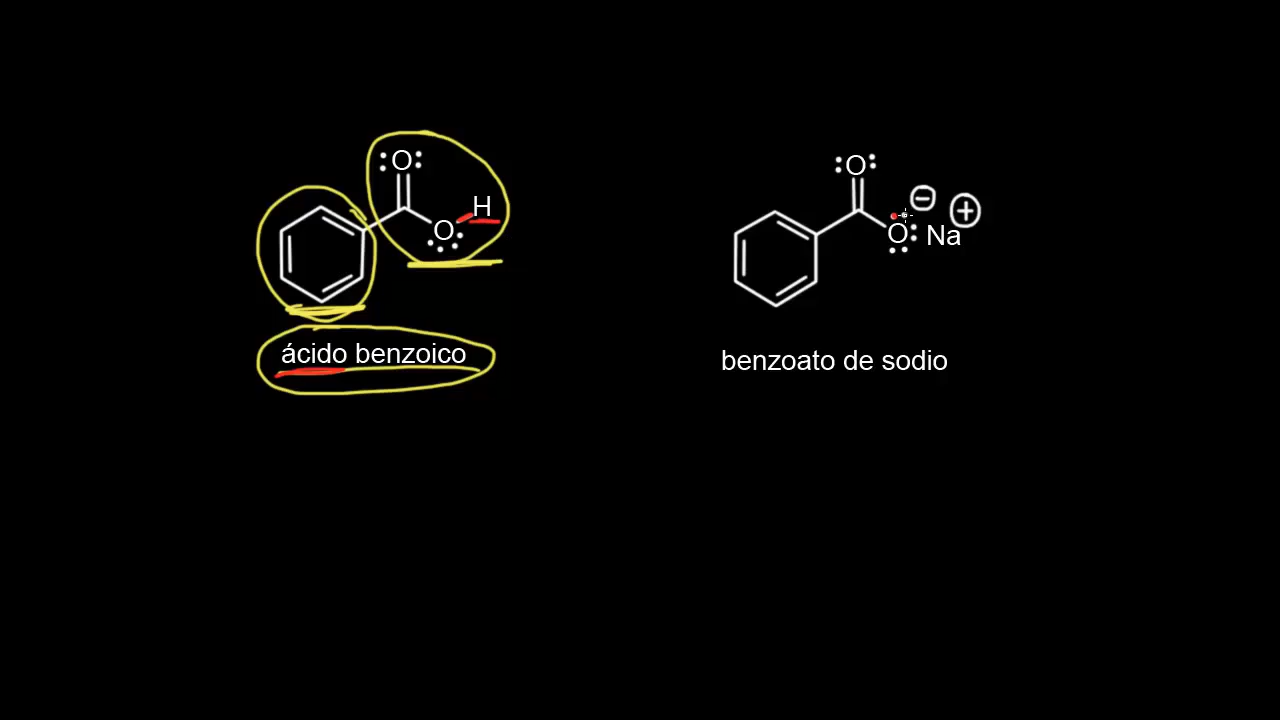 O
H
O
ácido benzoico
O
O
Na
⊖
⊕
benzoato de sodio